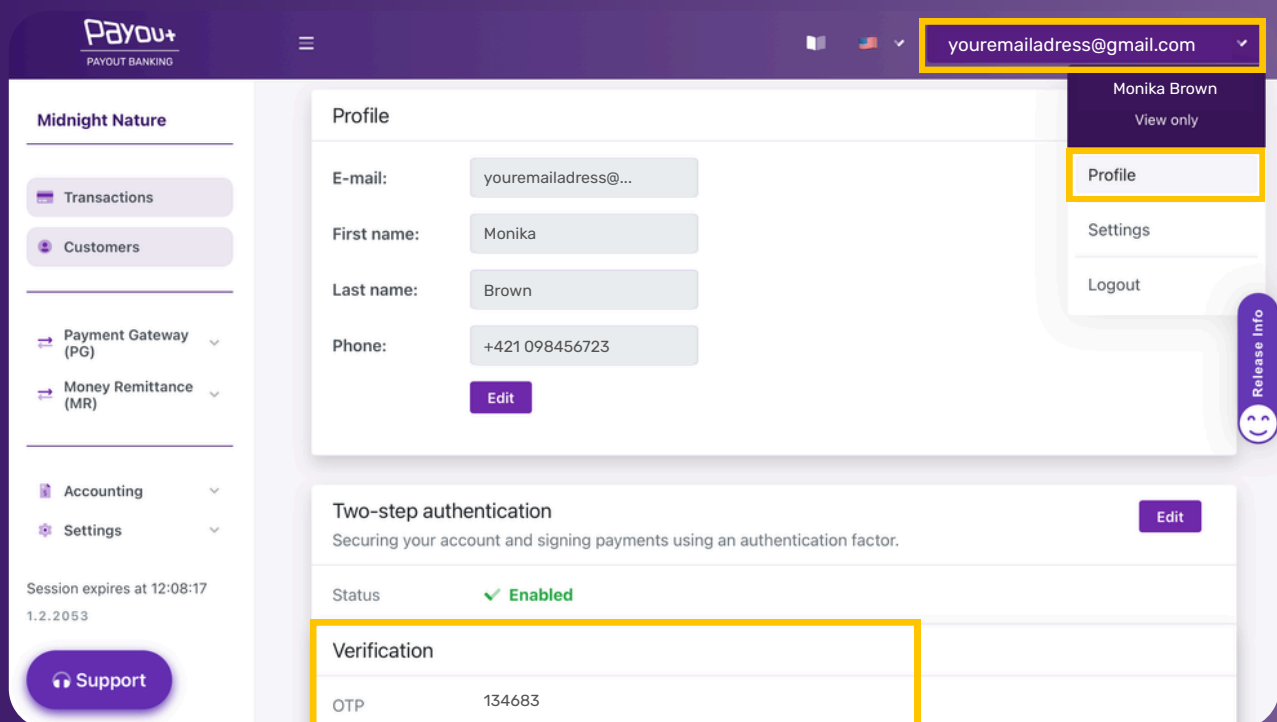 Payout
PAYOUT BANKING
youremailadress@gmail.com
Monika Brown
View only
Profile
Settings
Logout
Midnight Nature
Transactions
Customers
Payment Gateway
(PG)
Money Remittance
(MR)
Accounting
Settings
Session expires at 12:08:17
1.2.2053
Support
Profile
E-mail:
youremailadress@...
First name:
Monika
Last name:
Brown
Phone:
+421 098456723
Edit
Release Info
Two-step authentication
Edit
Securing your account and signing payments using an authentication factor.
Status
Enabled
Verification
OTP
134683